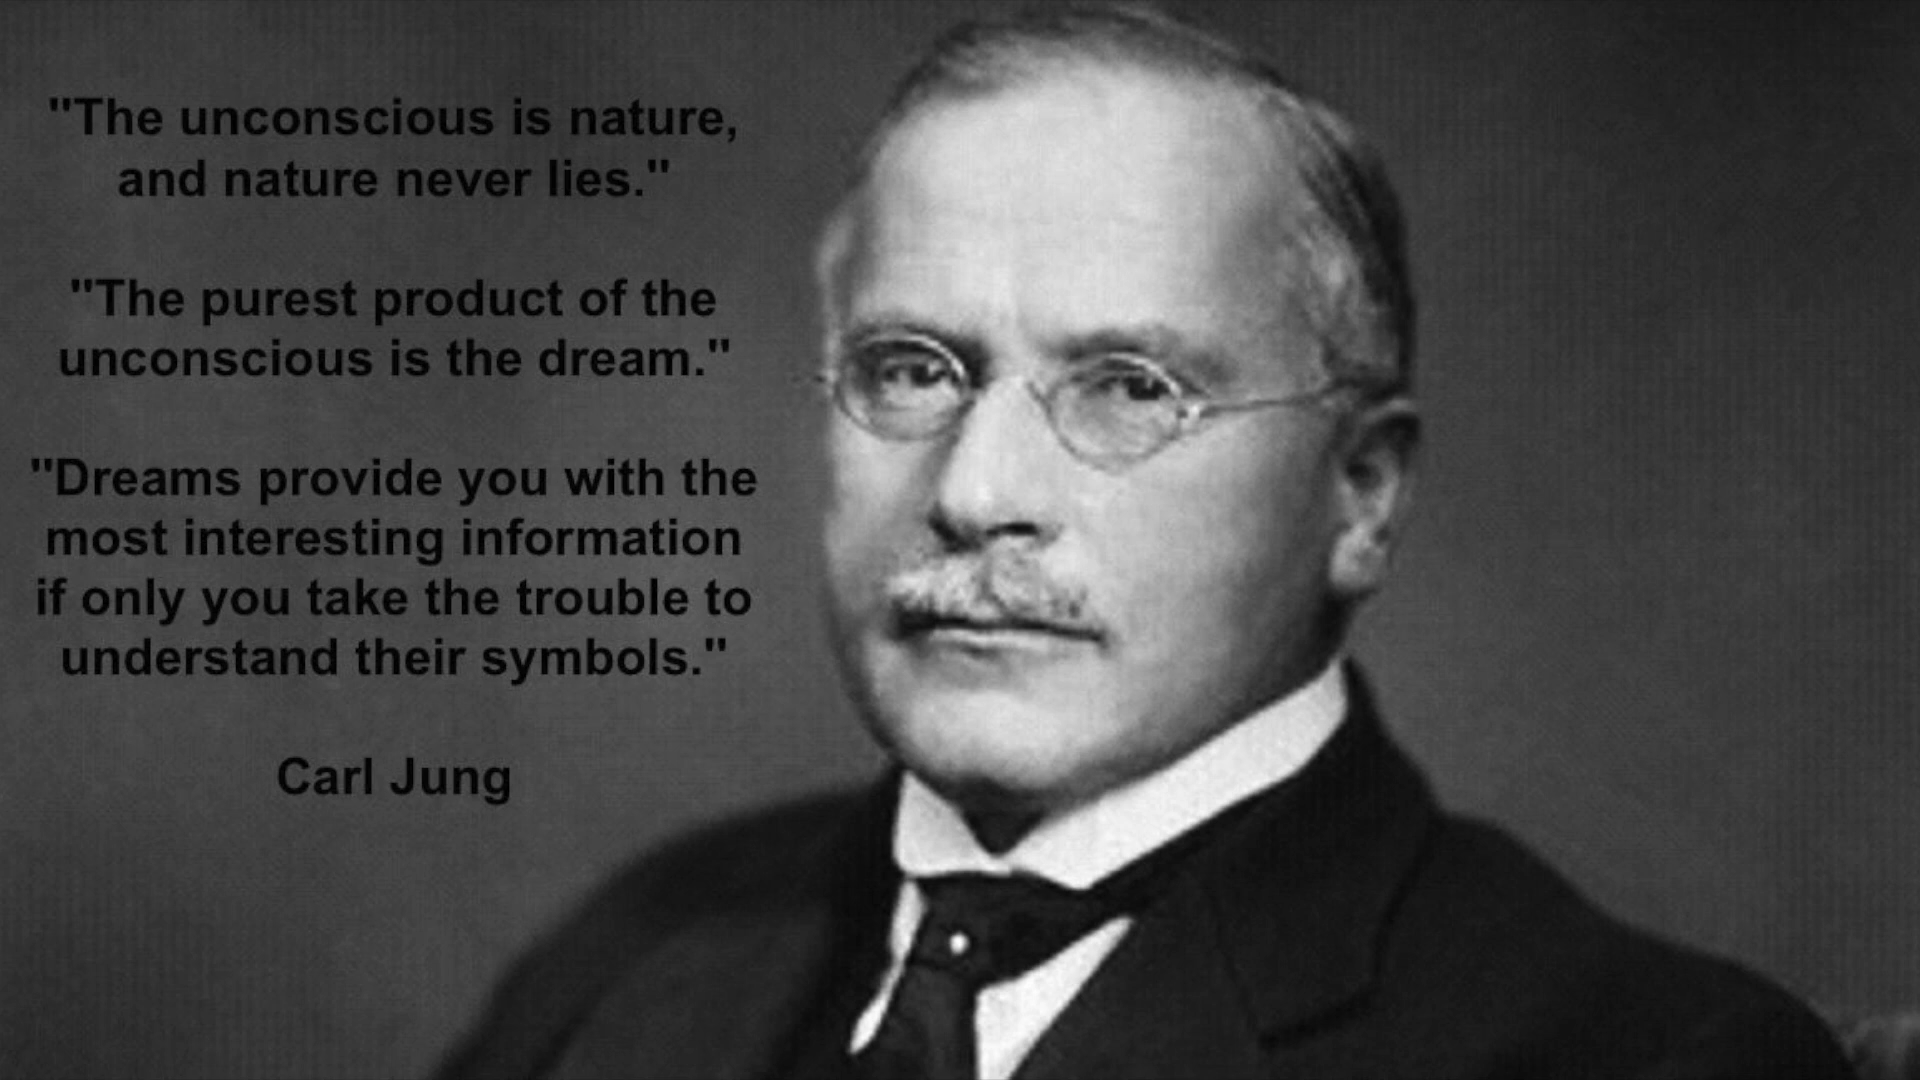 "The unconscious is nature,
and nature never lies."
"The purest product of the
unconscious is the dream."
"Dreams provide you with the
most interesting information
if only you take the trouble to
understand their symbols."
Carl Jung